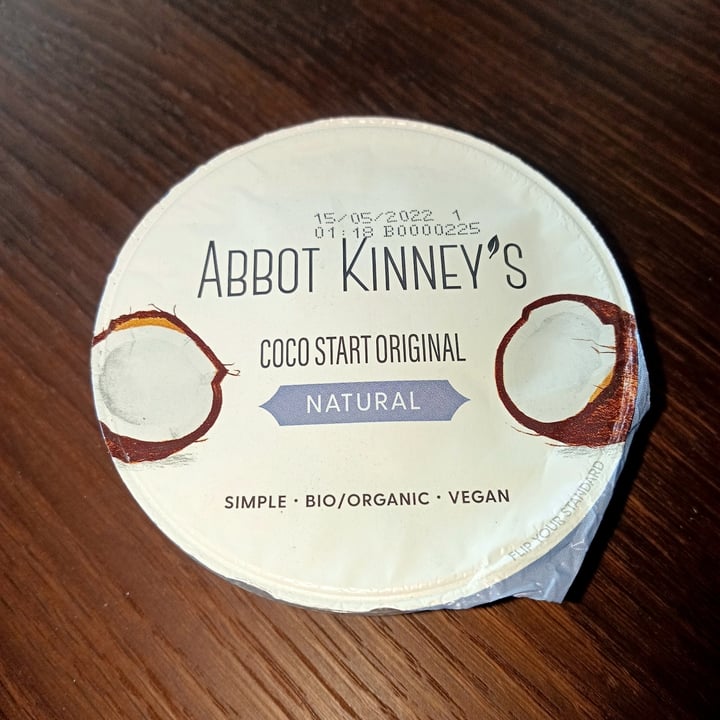 15/05/2022 1
01:18 B0000225
ABBOT KINNEY'S
COCO START ORIGINAL
NATURAL
SIMPLE · BIO/ORGANIC · VEGAN
FLIP YOUR STANDARD